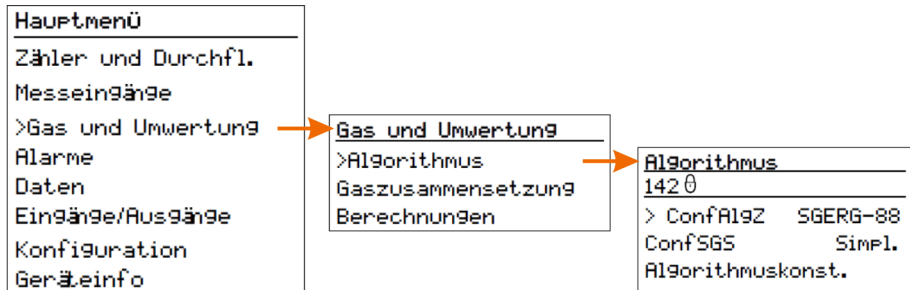 Hauptmenü
Zähler und Durchfl.
Messeingänge
>Gas und Umwertung
Alarme
Daten
Eingänge/Ausgänge
Konfiguration
Geräteinfo
Gas und Umwertung
>Algorithmus
Gaszusammensetzung
Berechnungen
Algorithmus
142
> ConfAlgZ SGERG-88
ConfSGS Simpl.
Algorithmuskonst.